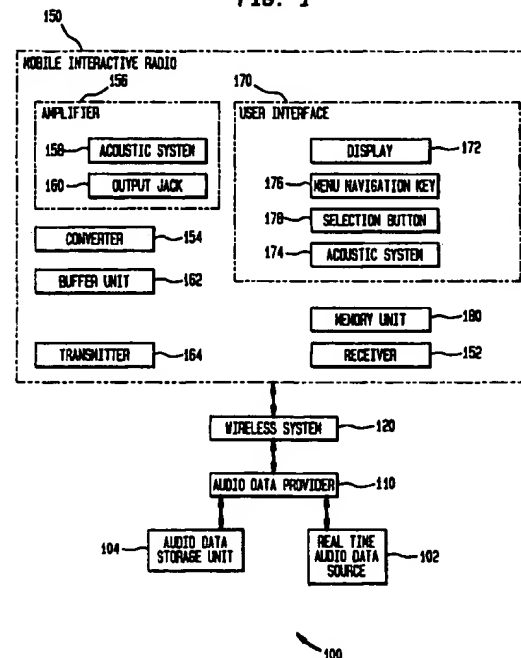 FIG. 1
150
MOBILE INTERACTIVE RADIO
156
170
AMPLIFIER
USER INTERFACE
158
ACOUSTIC SYSTEM
DISPLAY
172
160
OUTPUT JACK
176
MENU NAVIGATION KEY
178
SELECTION BUTTON
CONVERTER
154
174
ACOUSTIC SYSTEM
BUFFER UNIT
162
MEMORY UNIT
180
TRANSMITTER
164
RECEIVER
152
WIRELESS SYSTEM
120
AUDIO DATA PROVIDER
110
104
AUDIO DATA
STORAGE UNIT
REAL TIME
AUDIO DATA
SOURCE
102
100